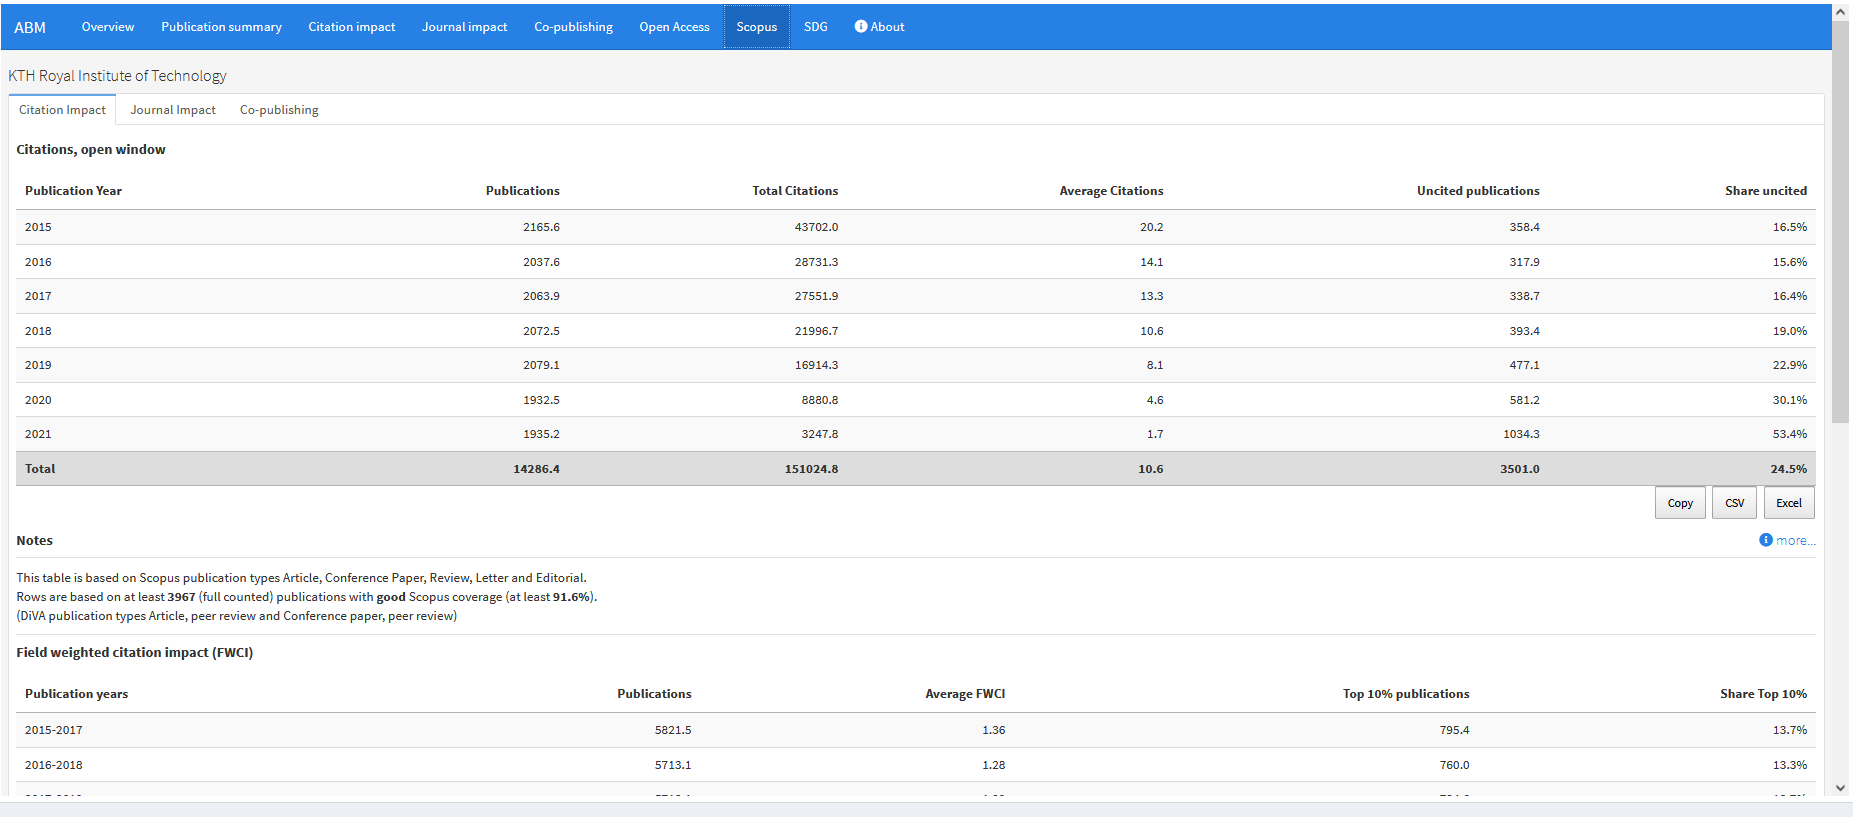 ABM Overview Publication summary Citation impact Journal impact Co-publishing Open Access Scopus SDG About
KTH Royal Institute of Technology
Citation Impact Journal Impact Co-publishing
Citations, open window
Publication Year Publications Total Citations Average Citations Uncited publications Share uncited
2015 2165.6 43702.0 20.2 358.4 16.5%
2016 2037.6 28731.3 14.1 317.9 15.6%
2017 2063.9 27551.9 13.3 338.7 16.4%
2018 2072.5 21996.7 10.6 393.4 19.0%
2019 2079.1 16914.3 8.1 477.1 22.9%
2020 1932.5 8880.8 4.6 581.2 30.1%
2021 1935.2 3247.8 1.7 1034.3 53.4%
Total 14286.4 151024.8 10.6 3501.0 24.5%
Copy CSV Excel
Notes more...
This table is based on Scopus publication types Article, Conference Paper, Review, Letter and Editorial.
Rows are based on at least 3967 (full counted) publications with good Scopus coverage (at least 91.6%).
(DiVA publication types Article, peer review and Conference paper, peer review)
Field weighted citation impact (FWCI)
Publication years Publications Average FWCI Top 10% publications Share Top 10%
2015-2017 5821.5 1.36 795.4 13.7%
2016-2018 5713.1 1.28 760.0 13.3%